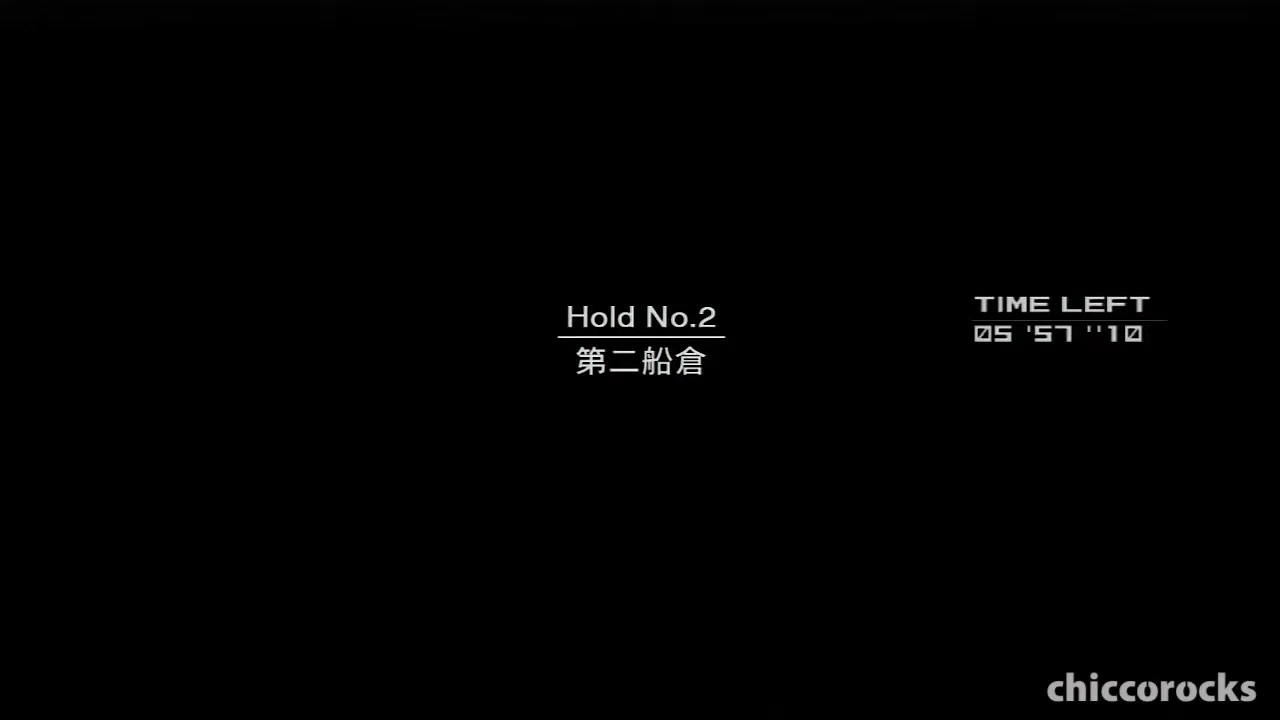 Hold No.2
第二船倉
TIME LEFT
05 '57 ''10
chiccorocks